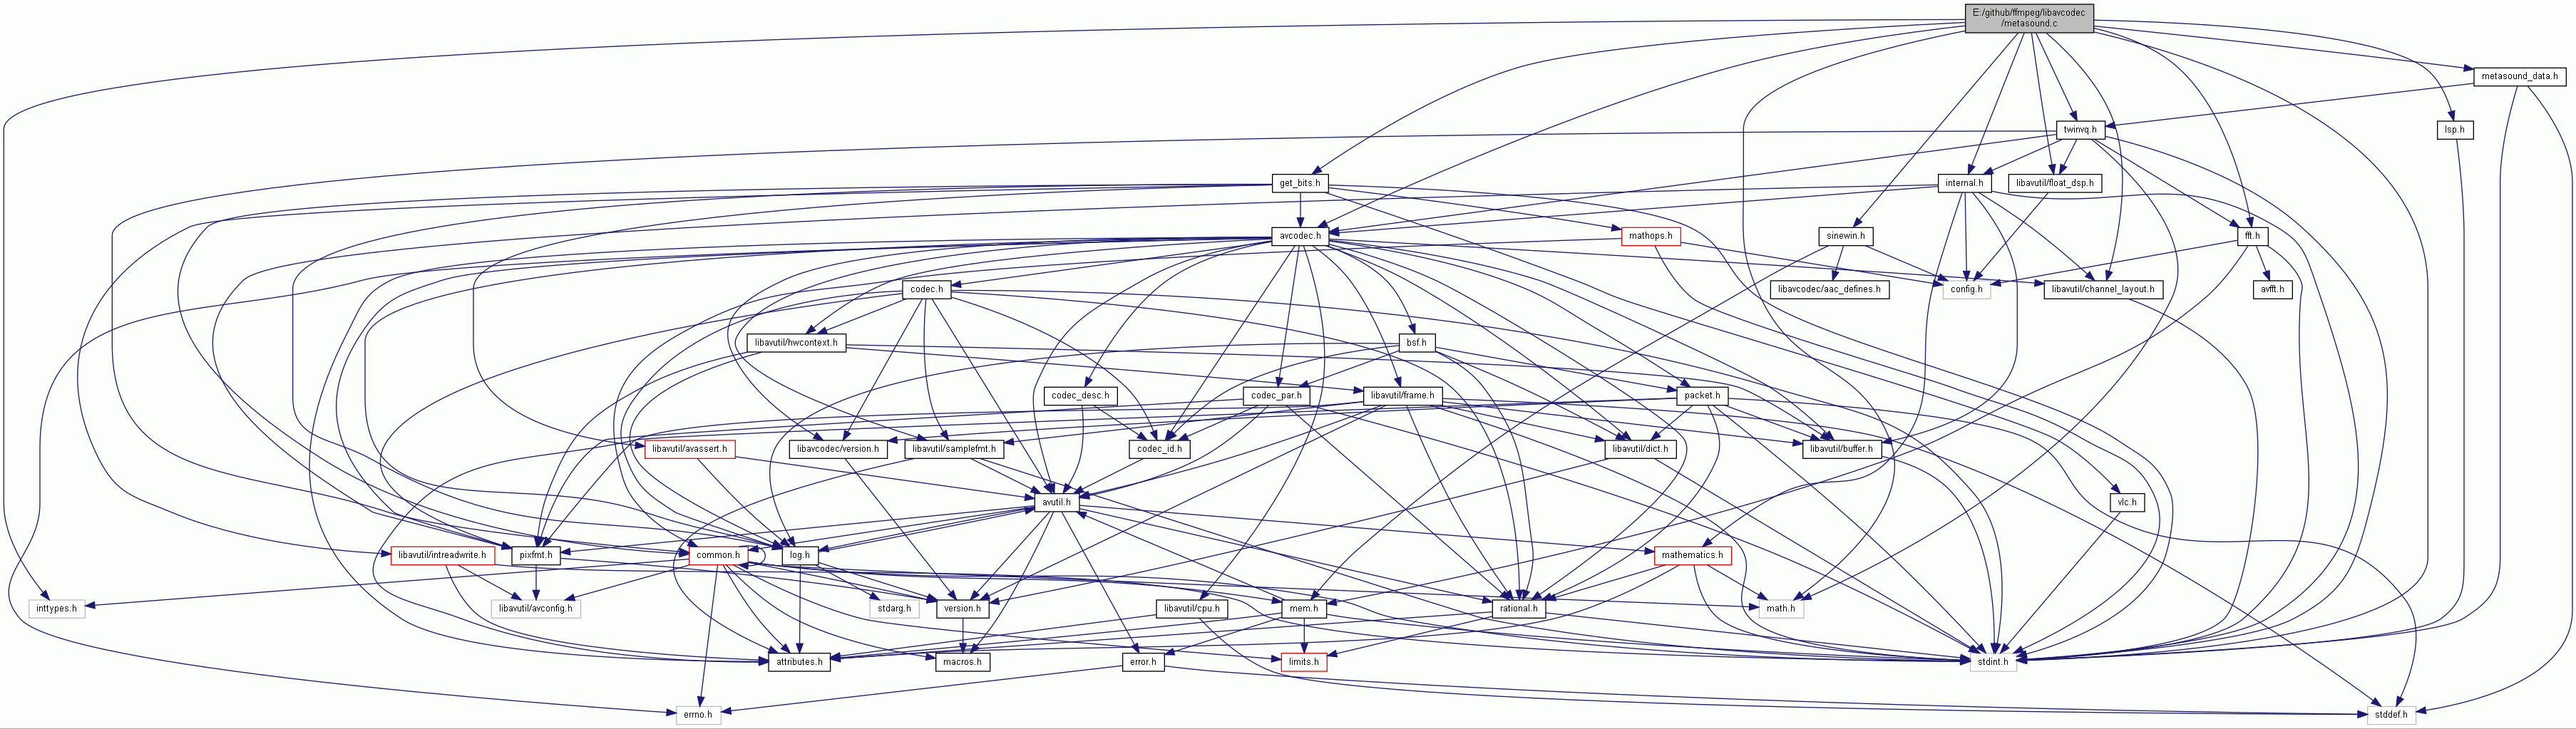 E:/github/ffmpeg/libavcodec
/metasound.c
metasound_data.h
twinvq.h
lsp.h
get_bits.h
internal.h
libavutil/float_dsp.h
avcodec.h
mathops.h
sinewin.h
fft.h
codec.h
libavcodec/aac_defines.h
config.h
libavutil/channel_layout.h
avfft.h
libavutil/hwcontext.h
bsf.h
codec_desc.h
codec_par.h
libavutil/frame.h
packet.h
libavutil/avassert.h
libavcodec/version.h
libavutil/samplefmt.h
codec_id.h
libavutil/dict.h
libavutil/buffer.h
avutil.h
vlc.h
libavutil/intreadwrite.h
pixfmt.h
common.h
log.h
mathematics.h
inttypes.h
libavutil/avconfig.h
stdarg.h
version.h
libavutil/cpu.h
mem.h
rational.h
math.h
attributes.h
macros.h
error.h
limits.h
stdint.h
errno.h
stddef.h